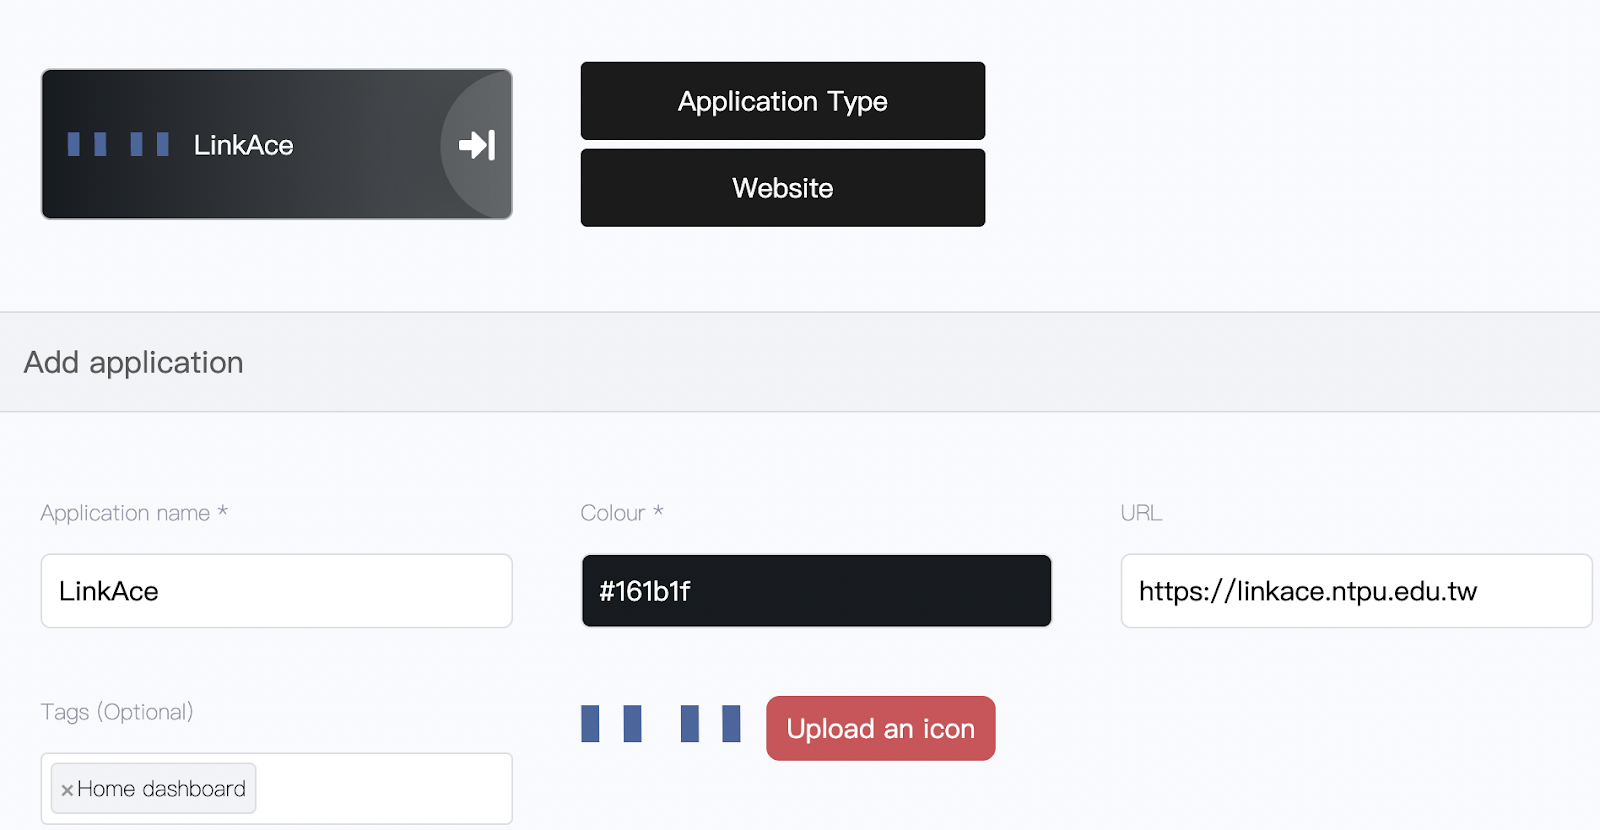 LinkAce
Application Type
Website
Add application
Application name *
Colour *
URL
LinkAce
#161b1f
https://linkace.ntpu.edu.tw
Tags (Optional)
Upload an icon
×Home dashboard